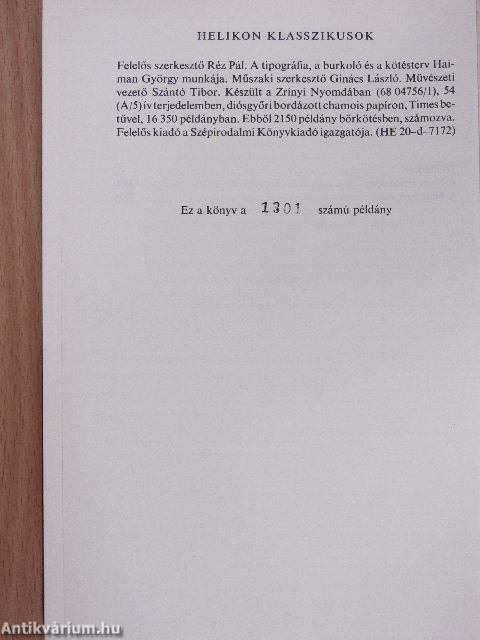 HELIKON KLASSZIKUSOK
Felelős szerkesztő Réz Pál. A tipográfia, a burkoló és a kötésterv Hai-
man György munkája. Műszaki szerkesztő Ginács László. Művészeti
vezető Szántó Tibor. Készült a Zrínyi Nyomdában (68 04756/1), 54
(A/5) ív terjedelemben, diósgyőri bordázott chamois papíron, Times be-
tűvel, 16 350 példányban. Ebből 2150 példány bőrkötésben, számozva.
Felelős kiadó a Szépirodalmi Könyvkiadó igazgatója. (HE 20–d–7172)
Ez a könyv a 1301 számú példány
Antikvárium.hu